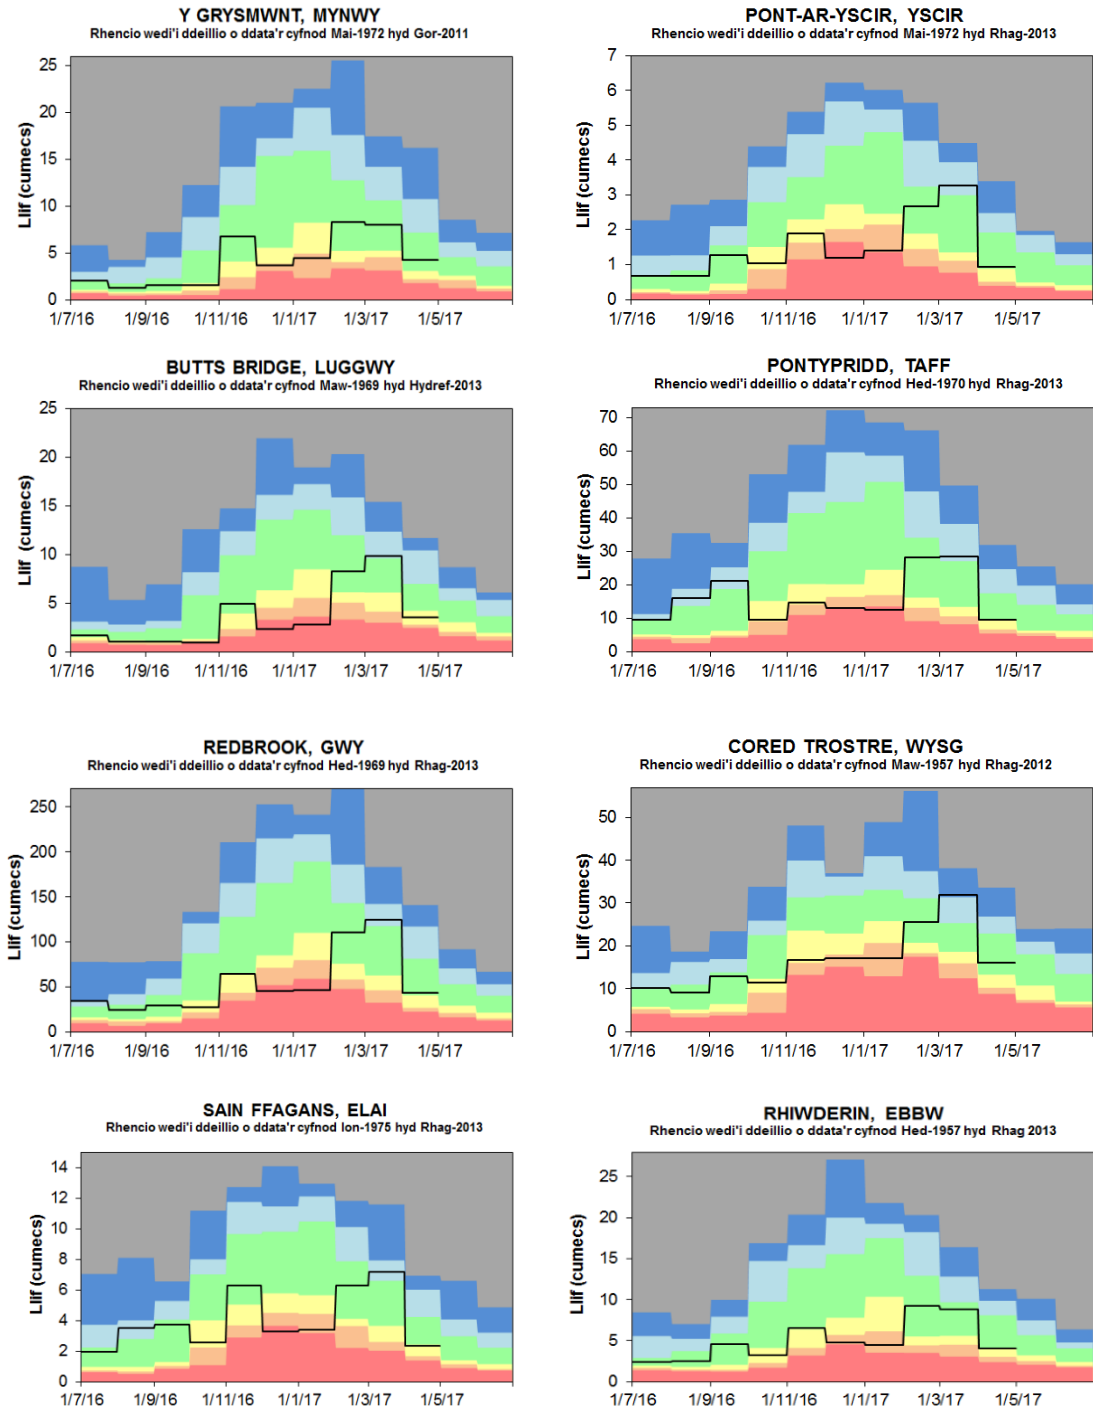 Y GRYSMWNT, MYNWY
Rhencio wedi'i ddeillio o ddata'r cyfnod Mai-1972 hyd Gor-2011
Llif (cumecs)
25
20
15
10
5
0
1/7/16 1/9/16 1/11/16 1/1/17 1/3/17 1/5/17
PONT-AR-YSCIR, YSCIR
Rhencio wedi'i ddeillio o ddata'r cyfnod Mai-1972 hyd Rhag-2013
Llif (cumecs)
7
6
5
4
3
2
1
0
1/7/16 1/9/16 1/11/16 1/1/17 1/3/17 1/5/17
BUTTS BRIDGE, LUGGWY
Rhencio wedi'i ddeillio o ddata'r cyfnod Maw-1969 hyd Hydref-2013
Llif (cumecs)
25
20
15
10
5
0
1/7/16 1/9/16 1/11/16 1/1/17 1/3/17 1/5/17
PONTYPRIDD, TAFF
Rhencio wedi'i ddeillio o ddata'r cyfnod Hed-1970 hyd Rhag-2013
Llif (cumecs)
70
60
50
40
30
20
10
0
1/7/16 1/9/16 1/11/16 1/1/17 1/3/17 1/5/17
REDBROOK, GWY
Rhencio wedi'i ddeillio o ddata'r cyfnod Hed-1969 hyd Rhag-2013
Llif (cumecs)
250
200
150
100
50
0
1/7/16 1/9/16 1/11/16 1/1/17 1/3/17 1/5/17
CORED TROSTRE, WYSG
Rhencio wedi'i ddeillio o ddata'r cyfnod Maw-1957 hyd Rhag-2012
Llif (cumecs)
50
40
30
20
10
0
1/7/16 1/9/16 1/11/16 1/1/17 1/3/17 1/5/17
SAIN FFAGANS, ELAI
Rhencio wedi'i ddeillio o ddata'r cyfnod Ion-1975 hyd Rhag-2013
Llif (cumecs)
14
12
10
8
6
4
2
0
1/7/16 1/9/16 1/11/16 1/1/17 1/3/17 1/5/17
RHIWDERIN, EBBW
Rhencio wedi'i ddeillio o ddata'r cyfnod Hed-1957 hyd Rhag 2013
Llif (cumecs)
25
20
15
10
5
0
1/7/16 1/9/16 1/11/16 1/1/17 1/3/17 1/5/17